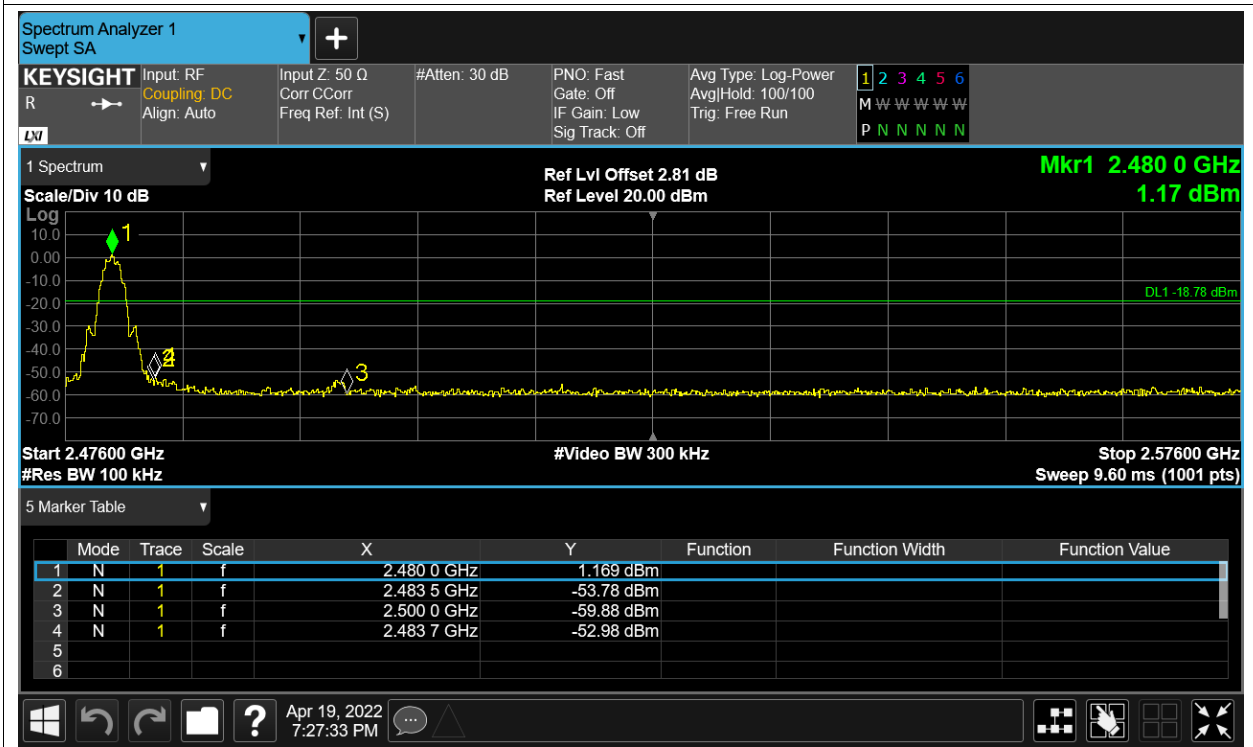 Spectrum Analyzer 1
Swept SA
KEYSIGHT Input: RF Input Z: 50 Ω #Atten: 30 dB PNO: Fast Avg Type: Log-Power 1 2 3 4 5 6
R Coupling: DC Corr CCorr Gate: Off Avg|Hold: 100/100 M W W W W W
Align: Auto Freq Ref: Int (S) IF Gain: Low Trig: Free Run
LXI Sig Track: Off P N N N N N
1 Spectrum Ref Lvl Offset 2.81 dB Mkr1 2.480 0 GHz
Scale/Div 10 dB Ref Level 20.00 dBm 1.17 dBm
Log
10.0 1
0.00
-10.0
-20.0 DL1 -18.78 dBm
-30.0
-40.0 2 4
-50.0 3
-60.0
-70.0
Start 2.47600 GHz #Video BW 300 kHz Stop 2.57600 GHz
#Res BW 100 kHz Sweep 9.60 ms (1001 pts)
5 Marker Table
Mode Trace Scale X Y Function Function Width Function Value
1 N 1 f 2.480 0 GHz 1.169 dBm
2 N 1 f 2.483 5 GHz -53.78 dBm
3 N 1 f 2.500 0 GHz -59.88 dBm
4 N 1 f 2.483 7 GHz -52.98 dBm
5
6
? Apr 19, 2022
7:27:33 PM